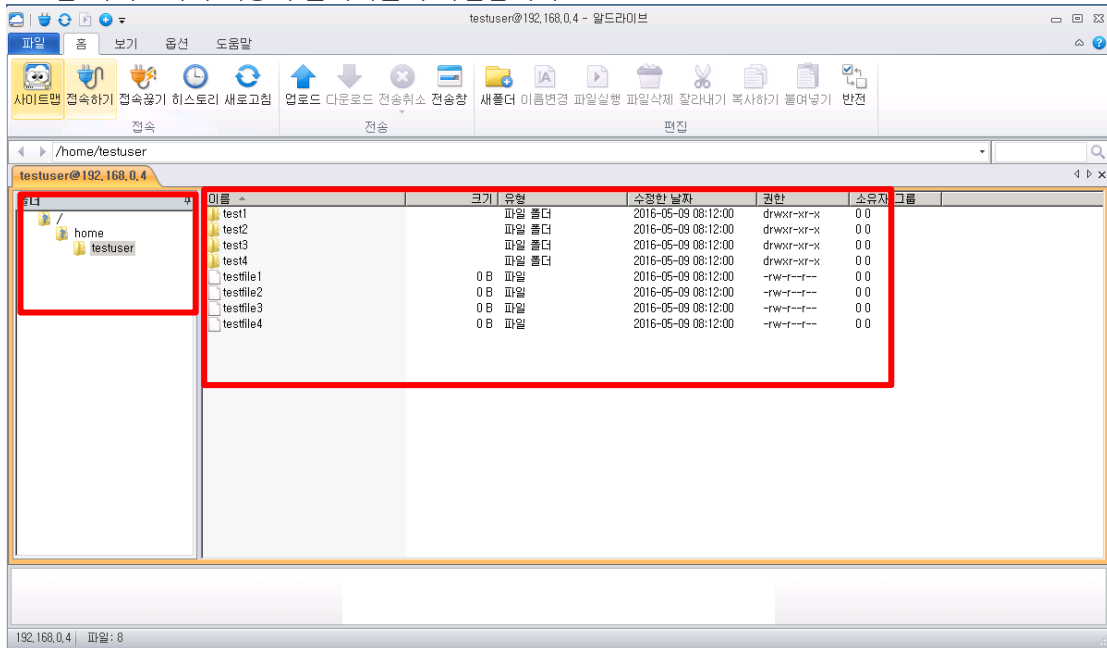 testuser@192,168,0,4 - 알드라이브
파일 홈 보기 옵션 도움말
사이트맵 접속하기 접속끊기 히스토리 새로고침 업로드 다운로드 전송취소 전송창 새폴더 이름변경 파일실행 파일삭제 잘라내기 복사하기 붙여넣기 반전
접속 전송 편집
/home/testuser
testuser@192,168,0,4
폴더 이름 크기 유형 수정한 날짜 권한 소유자/그룹
/
home
testuser
test1 파일 폴더 2016-05-09 08:12:00 drwxr-xr-x 0 0
test2 파일 폴더 2016-05-09 08:12:00 drwxr-xr-x 0 0
test3 파일 폴더 2016-05-09 08:12:00 drwxr-xr-x 0 0
test4 파일 폴더 2016-05-09 08:12:00 drwxr-xr-x 0 0
testfile1 0 B 파일 2016-05-09 08:12:00 -rw-r--r-- 0 0
testfile2 0 B 파일 2016-05-09 08:12:00 -rw-r--r-- 0 0
testfile3 0 B 파일 2016-05-09 08:12:00 -rw-r--r-- 0 0
testfile4 0 B 파일 2016-05-09 08:12:00 -rw-r--r-- 0 0
192,168,0,4 파일: 8